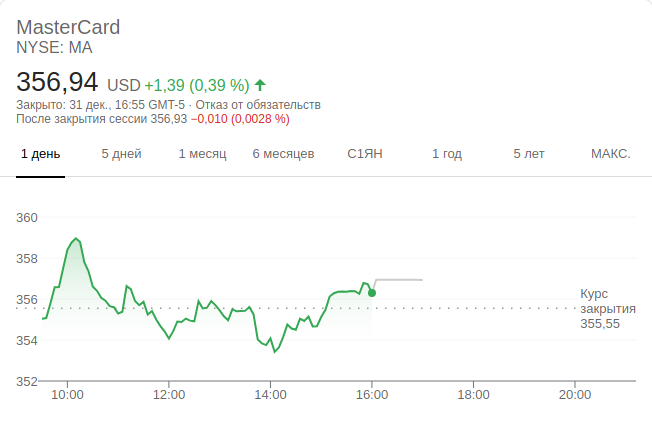 MasterCard
NYSE: MA
356,94 USD +1,39 (0,39 %)
Закрыто: 31 дек., 16:55 GMT-5 · Отказ от обязательств
После закрытия сессии 356,93 −0,010 (0,0028 %)
1 день 5 дней 1 месяц 6 месяцев С1ЯН 1 год 5 лет МАКС.
360
358
356
354
352
Курс
закрытия
355,55
10:00 12:00 14:00 16:00 18:00 20:00